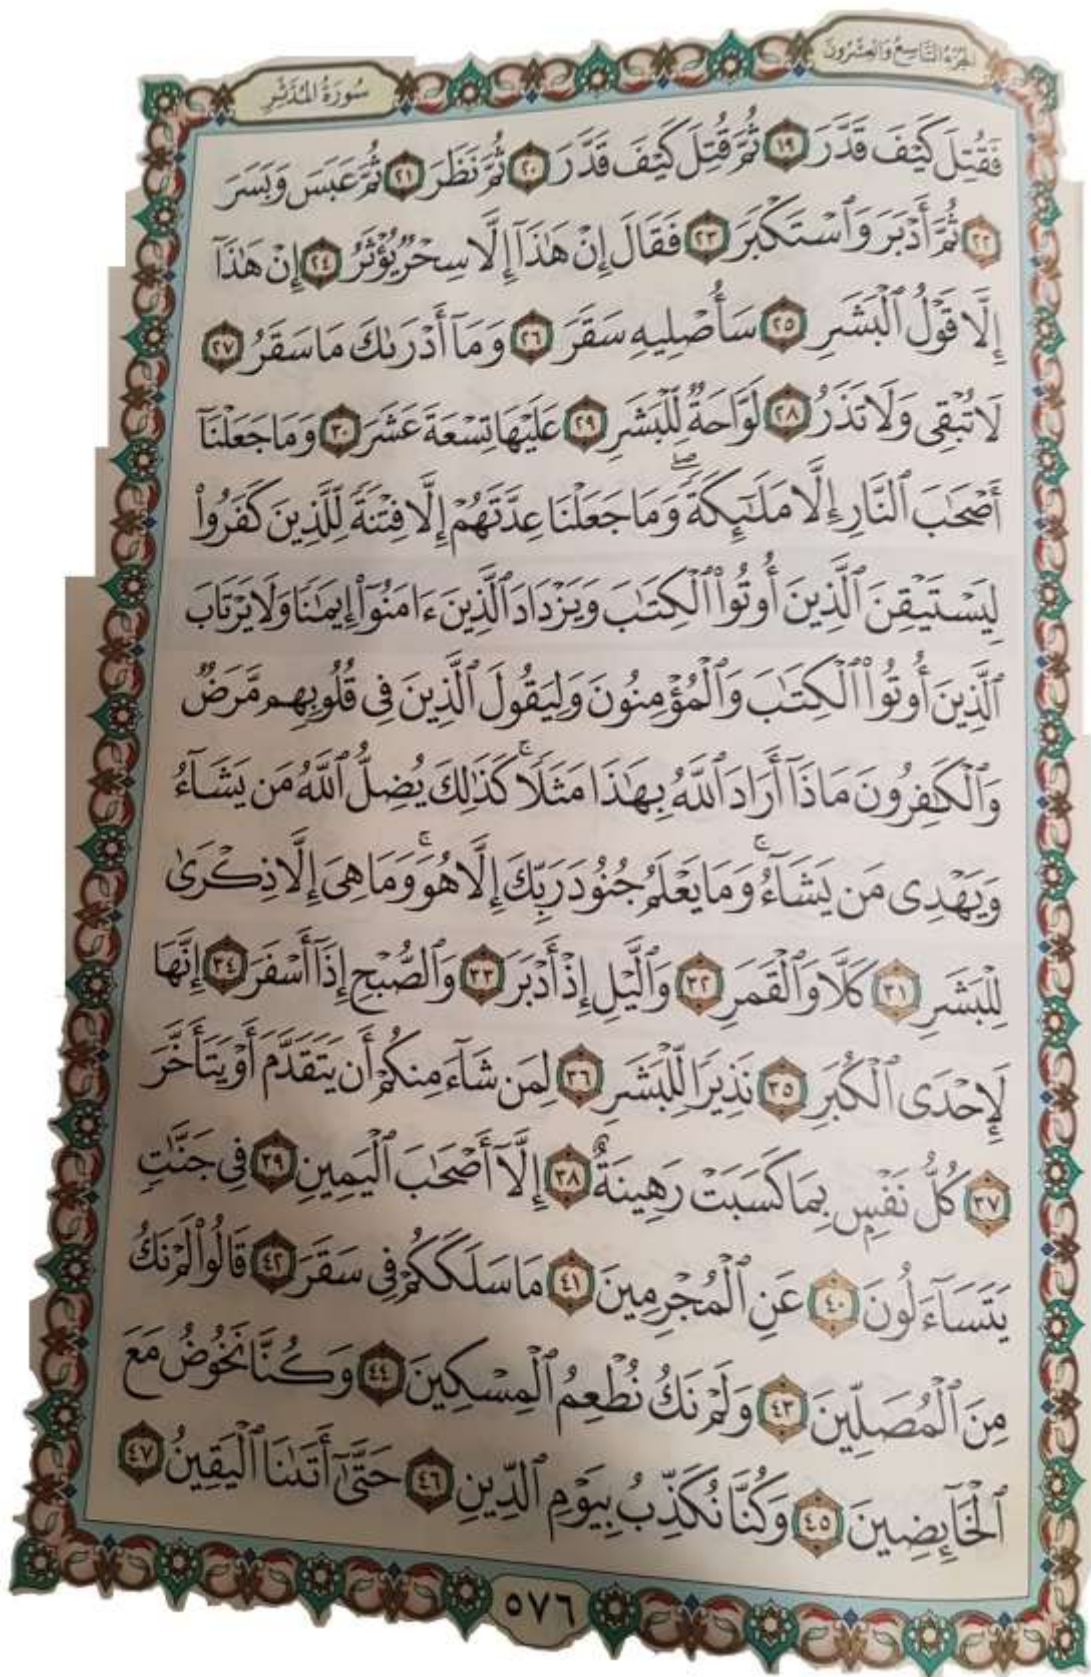 الجزء التاسع والعشرون
سورة المدثر
فَقُتِلَ كَيْفَ قَدَّرَ ١٩ ثُمَّ قُتِلَ كَيْفَ قَدَّرَ ٢٠ ثُمَّ نَظَرَ ٢١ ثُمَّ عَبَسَ وَبَسَرَ
٢٢ ثُمَّ أَدْبَرَ وَٱسْتَكْبَرَ ٢٣ فَقَالَ إِنْ هَٰذَآ إِلَّا سِحْرٌ يُؤْثَرُ ٢٤ إِنْ هَٰذَآ
إِلَّا قَوْلُ ٱلْبَشَرِ ٢٥ سَأُصْلِيهِ سَقَرَ ٢٦ وَمَآ أَدْرَىٰكَ مَا سَقَرُ ٢٧
لَا تُبْقِى وَلَا تَذَرُ ٢٨ لَوَّاحَةٌ لِّلْبَشَرِ ٢٩ عَلَيْهَا تِسْعَةَ عَشَرَ ٣٠ وَمَا جَعَلْنَآ
أَصْحَٰبَ ٱلنَّارِ إِلَّا مَلَٰٓئِكَةً ۖ وَمَا جَعَلْنَا عِدَّتَهُمْ إِلَّا فِتْنَةً لِّلَّذِينَ كَفَرُوا۟
لِيَسْتَيْقِنَ ٱلَّذِينَ أُوتُوا۟ ٱلْكِتَٰبَ وَيَزْدَادَ ٱلَّذِينَ ءَامَنُوٓا۟ إِيمَٰنًا وَلَا يَرْتَابَ
ٱلَّذِينَ أُوتُوا۟ ٱلْكِتَٰبَ وَٱلْمُؤْمِنُونَ وَلِيَقُولَ ٱلَّذِينَ فِى قُلُوبِهِم مَّرَضٌ
وَٱلْكَٰفِرُونَ مَاذَآ أَرَادَ ٱللَّهُ بِهَٰذَا مَثَلًا ۚ كَذَٰلِكَ يُضِلُّ ٱللَّهُ مَن يَشَآءُ
وَيَهْدِى مَن يَشَآءُ ۚ وَمَا يَعْلَمُ جُنُودَ رَبِّكَ إِلَّا هُوَ ۚ وَمَا هِىَ إِلَّا ذِكْرَىٰ
لِلْبَشَرِ ٣١ كَلَّا وَٱلْقَمَرِ ٣٢ وَٱلَّيْلِ إِذْ أَدْبَرَ ٣٣ وَٱلصُّبْحِ إِذَآ أَسْفَرَ ٣٤ إِنَّهَا
لَإِحْدَى ٱلْكُبَرِ ٣٥ نَذِيرًا لِّلْبَشَرِ ٣٦ لِمَن شَآءَ مِنكُمْ أَن يَتَقَدَّمَ أَوْ يَتَأَخَّرَ
٣٧ كُلُّ نَفْسٍۭ بِمَا كَسَبَتْ رَهِينَةٌ ٣٨ إِلَّآ أَصْحَٰبَ ٱلْيَمِينِ ٣٩ فِى جَنَّٰتٍ
يَتَسَآءَلُونَ ٤٠ عَنِ ٱلْمُجْرِمِينَ ٤١ مَا سَلَكَكُمْ فِى سَقَرَ ٤٢ قَالُوا۟ لَمْ نَكُ
مِنَ ٱلْمُصَلِّينَ ٤٣ وَلَمْ نَكُ نُطْعِمُ ٱلْمِسْكِينَ ٤٤ وَكُنَّا نَخُوضُ مَعَ
ٱلْخَآئِضِينَ ٤٥ وَكُنَّا نُكَذِّبُ بِيَوْمِ ٱلدِّينِ ٤٦ حَتَّىٰٓ أَتَىٰنَا ٱلْيَقِينُ ٤٧
٥٧٦